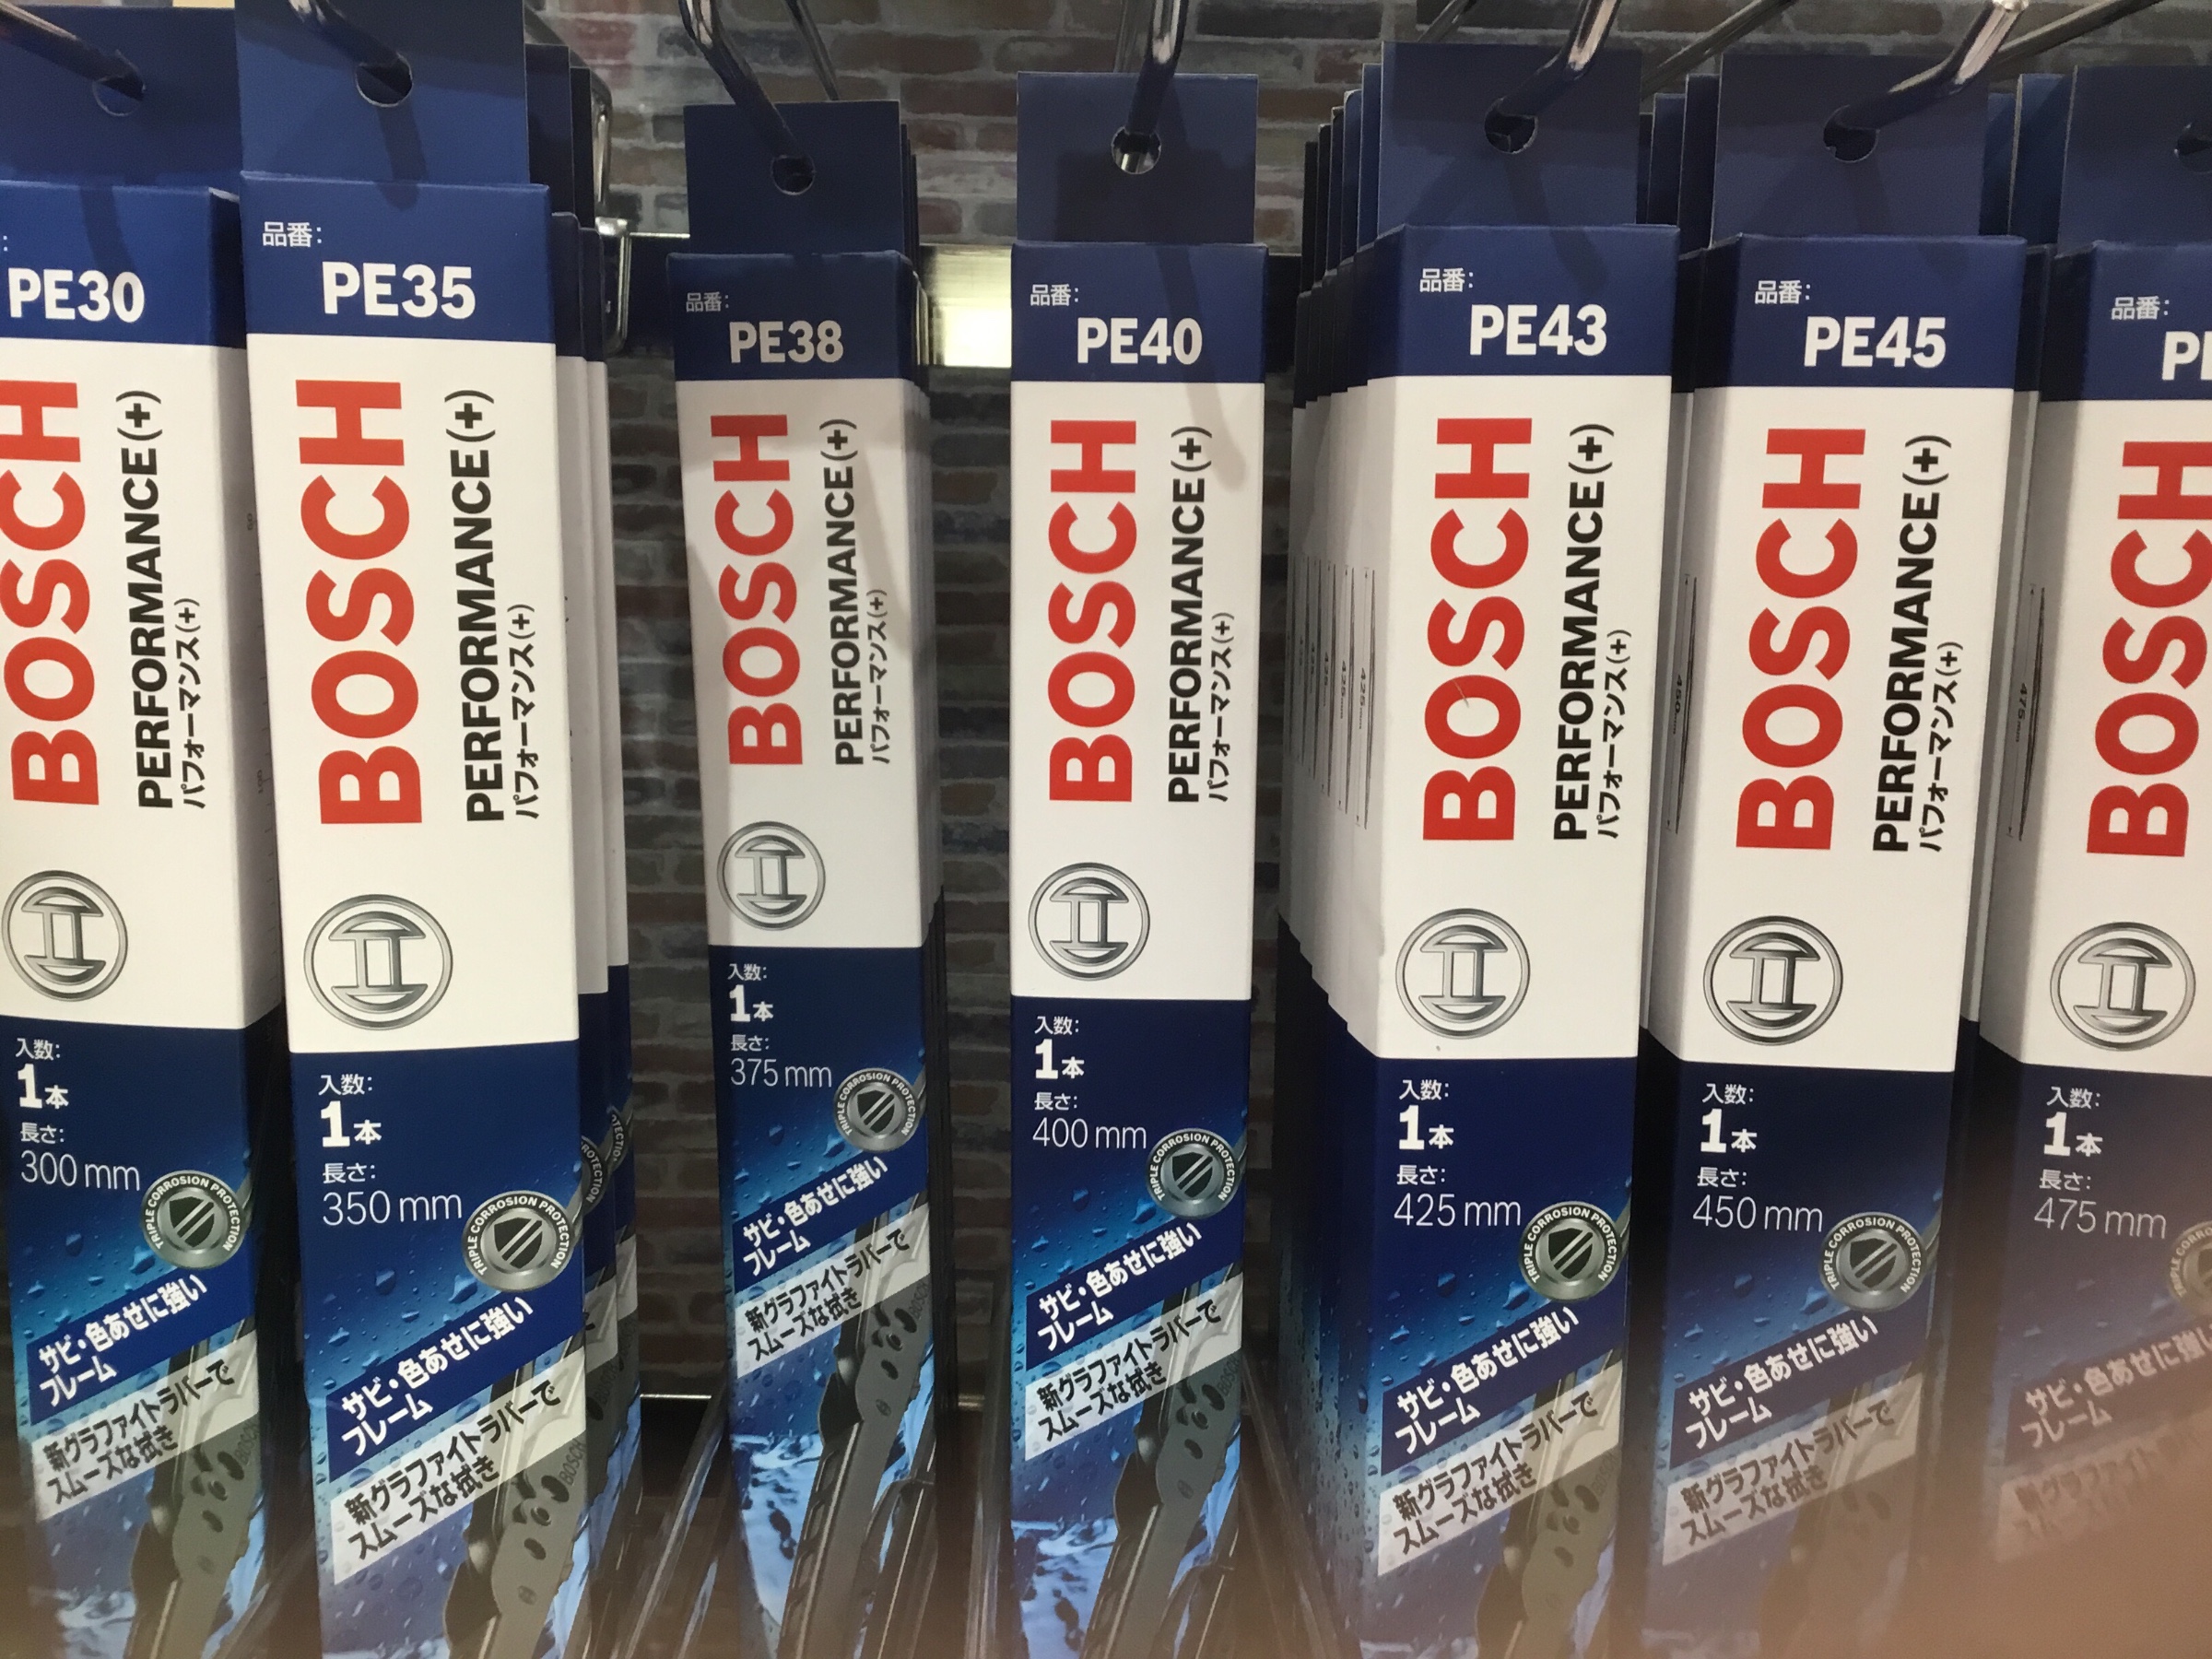 品番:
PE30
BOSCH
PERFORMANCE(+)
パフォーマンス(+)
入数:
1本
長さ:
300mm
TRIPLE CORROSION PROTECTION
サビ・色あせに強い
フレーム
新グラファイトラバーで
スムーズな拭き
品番:
PE35
BOSCH
PERFORMANCE(+)
パフォーマンス(+)
入数:
1本
長さ:
350mm
TRIPLE CORROSION PROTECTION
サビ・色あせに強い
フレーム
新グラファイトラバーで
スムーズな拭き
BOSCH
品番:
PE38
BOSCH
PERFORMANCE(+)
パフォーマンス(+)
入数:
1本
長さ:
375mm
TRIPLE CORROSION PROTECTION
サビ・色あせに強い
フレーム
新グラファイトラバーで
スムーズな拭き
品番:
PE40
BOSCH
PERFORMANCE(+)
パフォーマンス(+)
入数:
1本
長さ:
400mm
TRIPLE CORROSION PROTECTION
サビ・色あせに強い
フレーム
新グラファイトラバーで
スムーズな拭き
BOSCH
425mm
品番:
PE43
BOSCH
PERFORMANCE(+)
パフォーマンス(+)
入数:
1本
長さ:
425mm
TRIPLE CORROSION PROTECTION
サビ・色あせに強い
フレーム
新グラファイトラバーで
スムーズな拭き
450mm
品番:
PE45
BOSCH
PERFORMANCE(+)
パフォーマンス(+)
入数:
1本
長さ:
450mm
TRIPLE CORROSION PROTECTION
サビ・色あせに強い
フレーム
新グラファイトラバーで
スムーズな拭き
475mm
品番:
BOSCH
入数:
1本
長さ:
475mm
サビ・色あせに強い
フレーム